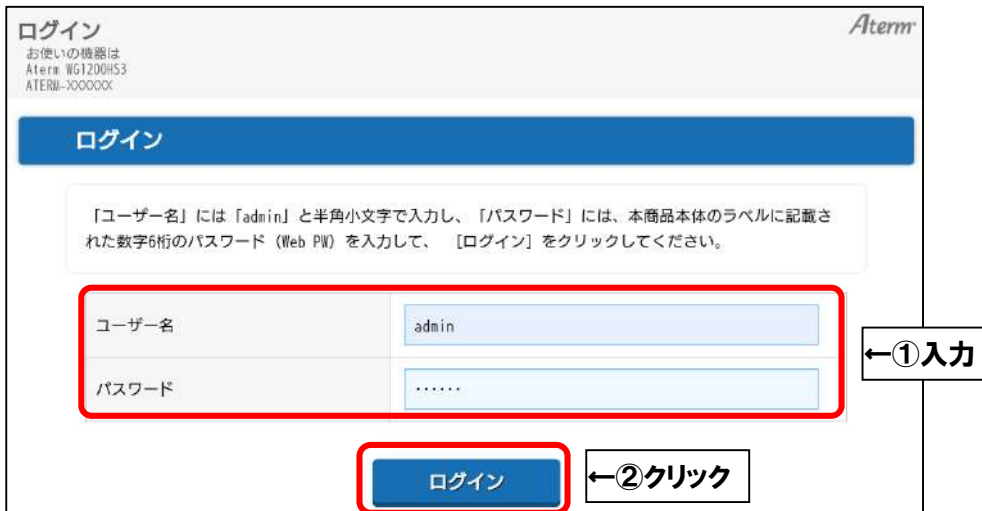 ログイン
Aterm
お使いの機器は
Aterm WG1200HS3
ATERM-XXXXXX
ログイン
「ユーザー名」には「admin」と半角小文字で入力し、「パスワード」には、本商品本体のラベルに記載さ
れた数字6桁のパスワード（Web PW）を入力して、 ［ログイン］をクリックしてください。
ユーザー名
admin
←①入力
パスワード
······
ログイン
←②クリック